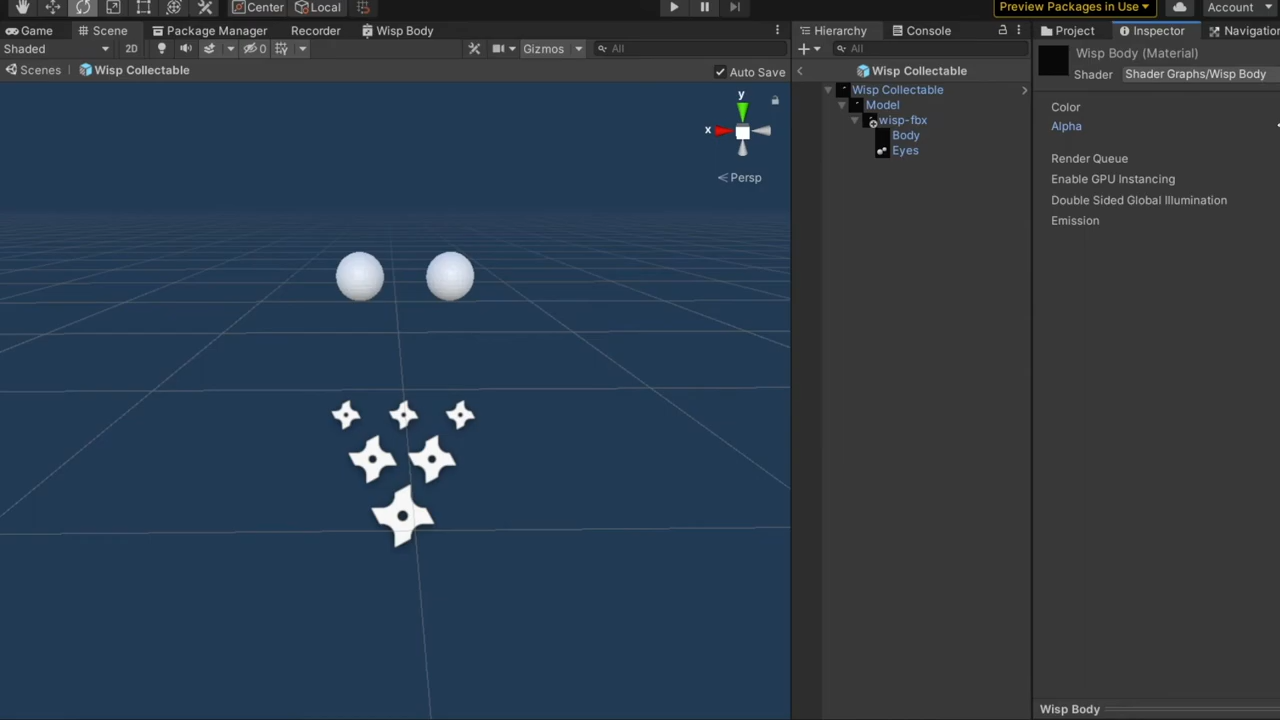 Center Local Preview Packages in Use Account
Game Scene Package Manager Recorder Wisp Body Hierarchy Console Project Inspector Navigation
Shaded 2D 0 Gizmos All All Wisp Body (Material)
Scenes Wisp Collectable Auto Save Wisp Collectable Shader Shader Graphs/Wisp Body
Wisp Collectable
y Model Color
x wisp-fbx Alpha
Body
Eyes Render Queue
Persp Enable GPU Instancing
Double Sided Global Illumination
Emission
Wisp Body